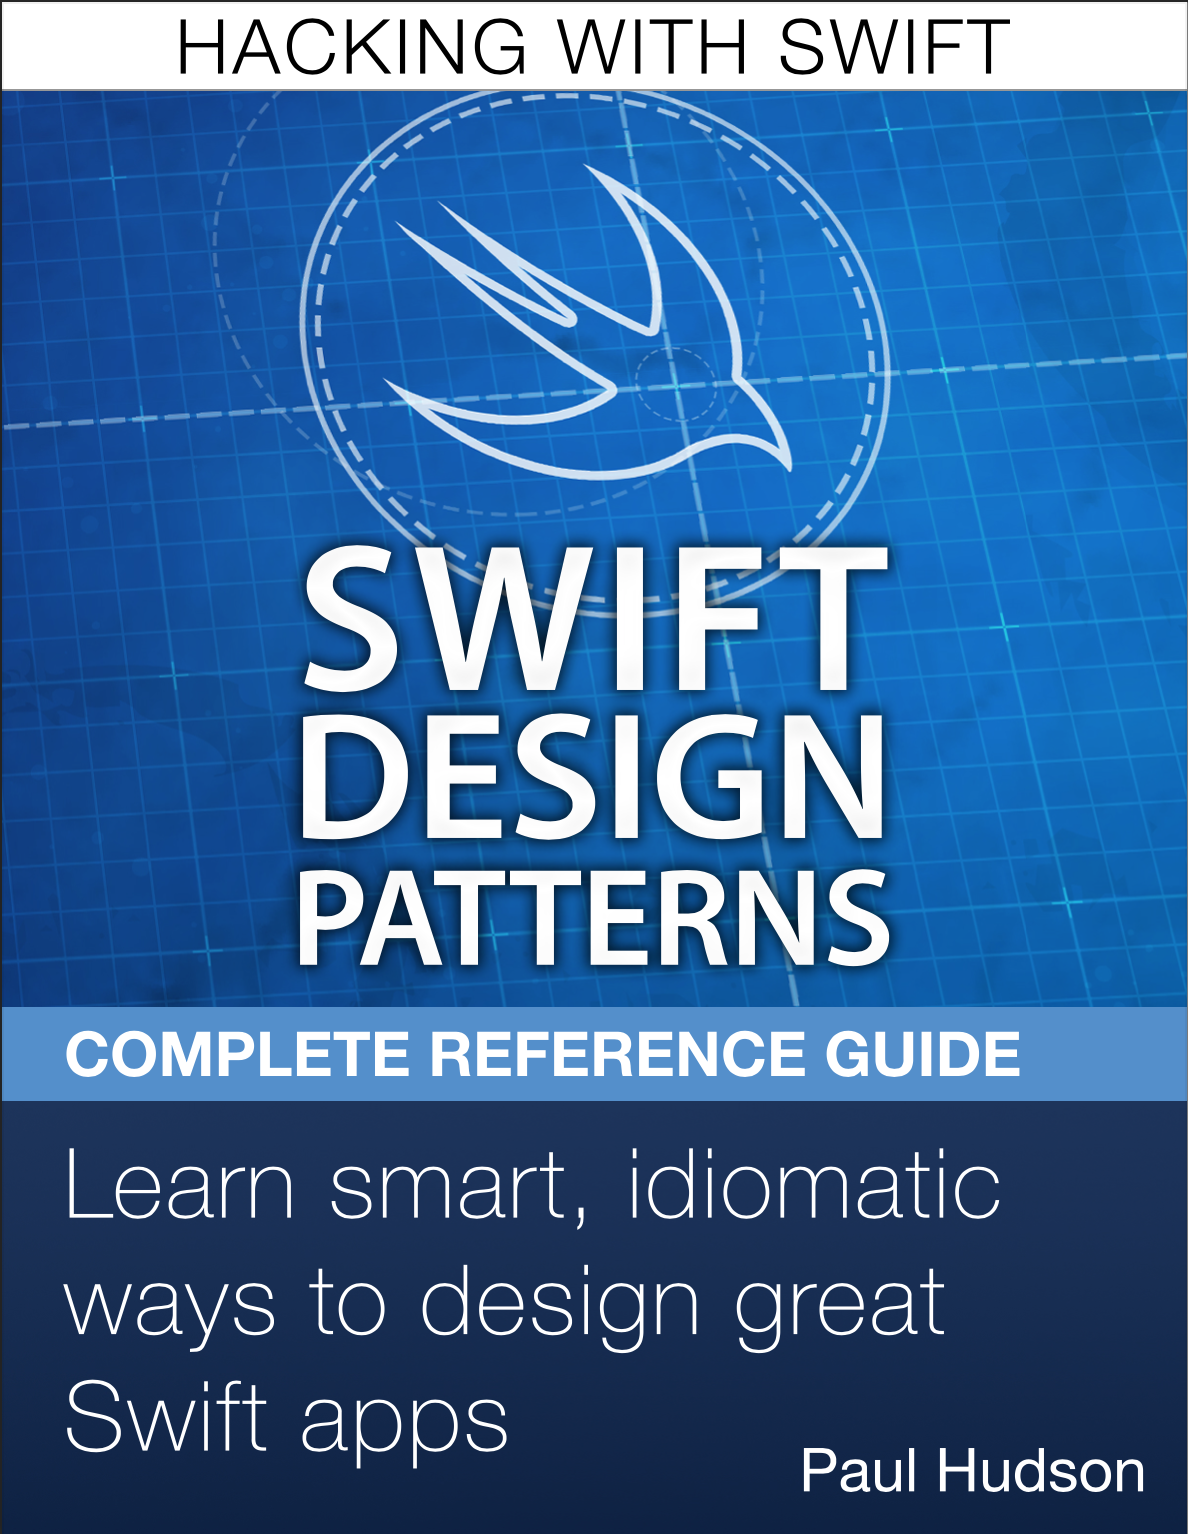 HACKING WITH SWIFT
SWIFT
DESIGN
PATTERNS
COMPLETE REFERENCE GUIDE
Learn smart, idiomatic
ways to design great
Swift apps
Paul Hudson